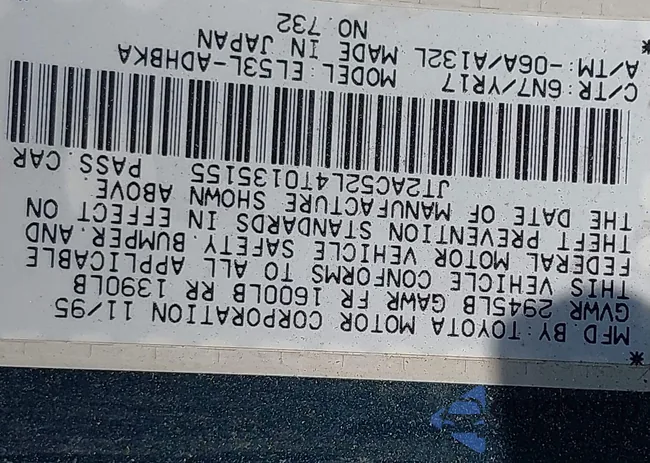 MFD. BY: TOYOTA MOTOR CORPORATION 11/95
GVWR 2945LB GAWR FR 1600LB RR 1390LB
THIS VEHICLE CONFORMS TO ALL APPLICABLE
FEDERAL MOTOR VEHICLE SAFETY. BUMPER. AND
THEFT PREVENTION STANDARDS IN EFFECT ON
THE DATE OF MANUFACTURE SHOWN ABOVE.
JT2AC52L4T0135155 PASS. CAR
C/TR: 6N7/YR17 MODEL: EL53L-ADHBKA
A/TM: -06A/A132L MADE IN JAPAN
NO. 732